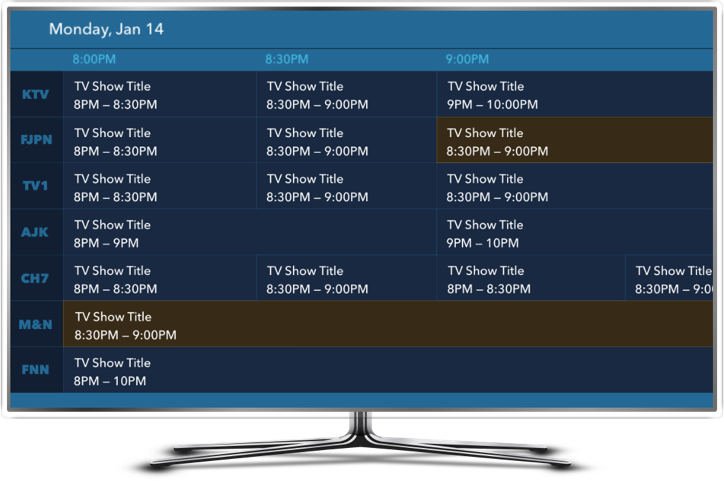 Monday, Jan 14
8:00PM 8:30PM 9:00PM
KTV
TV Show Title TV Show Title TV Show Title
8PM – 8:30PM 8:30PM – 9:00PM 9PM – 10:00PM
FJPN
TV Show Title TV Show Title TV Show Title
8PM – 8:30PM 8:30PM – 9:00PM 8:30PM – 9:00PM
TV1
TV Show Title TV Show Title TV Show Title
8PM – 8:30PM 8:30PM – 9:00PM 8:30PM – 9:00PM
AJK
TV Show Title TV Show Title
8PM – 9PM 9PM – 10PM
CH7
TV Show Title TV Show Title TV Show Title TV Show Title
8PM – 8:30PM 8:30PM – 9:00PM 8PM – 8:30PM 8:30PM – 9:0
M&N
TV Show Title
8:30PM – 9:00PM
FNN
TV Show Title
8PM – 10PM